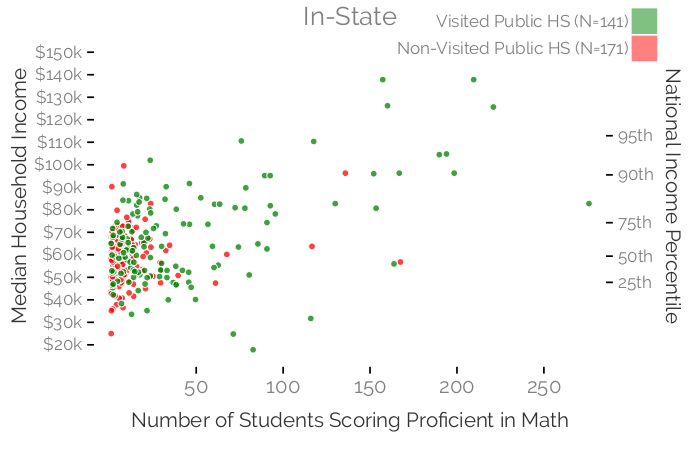 In-State
Visited Public HS (N=141)
Non-Visited Public HS (N=171)
Median Household Income
$150k
$140k
$130k
$120k
$110k
$100k
$90k
$80k
$70k
$60k
$50k
$40k
$30k
$20k
National Income Percentile
95th
90th
75th
50th
25th
50 100 150 200 250
Number of Students Scoring Proficient in Math